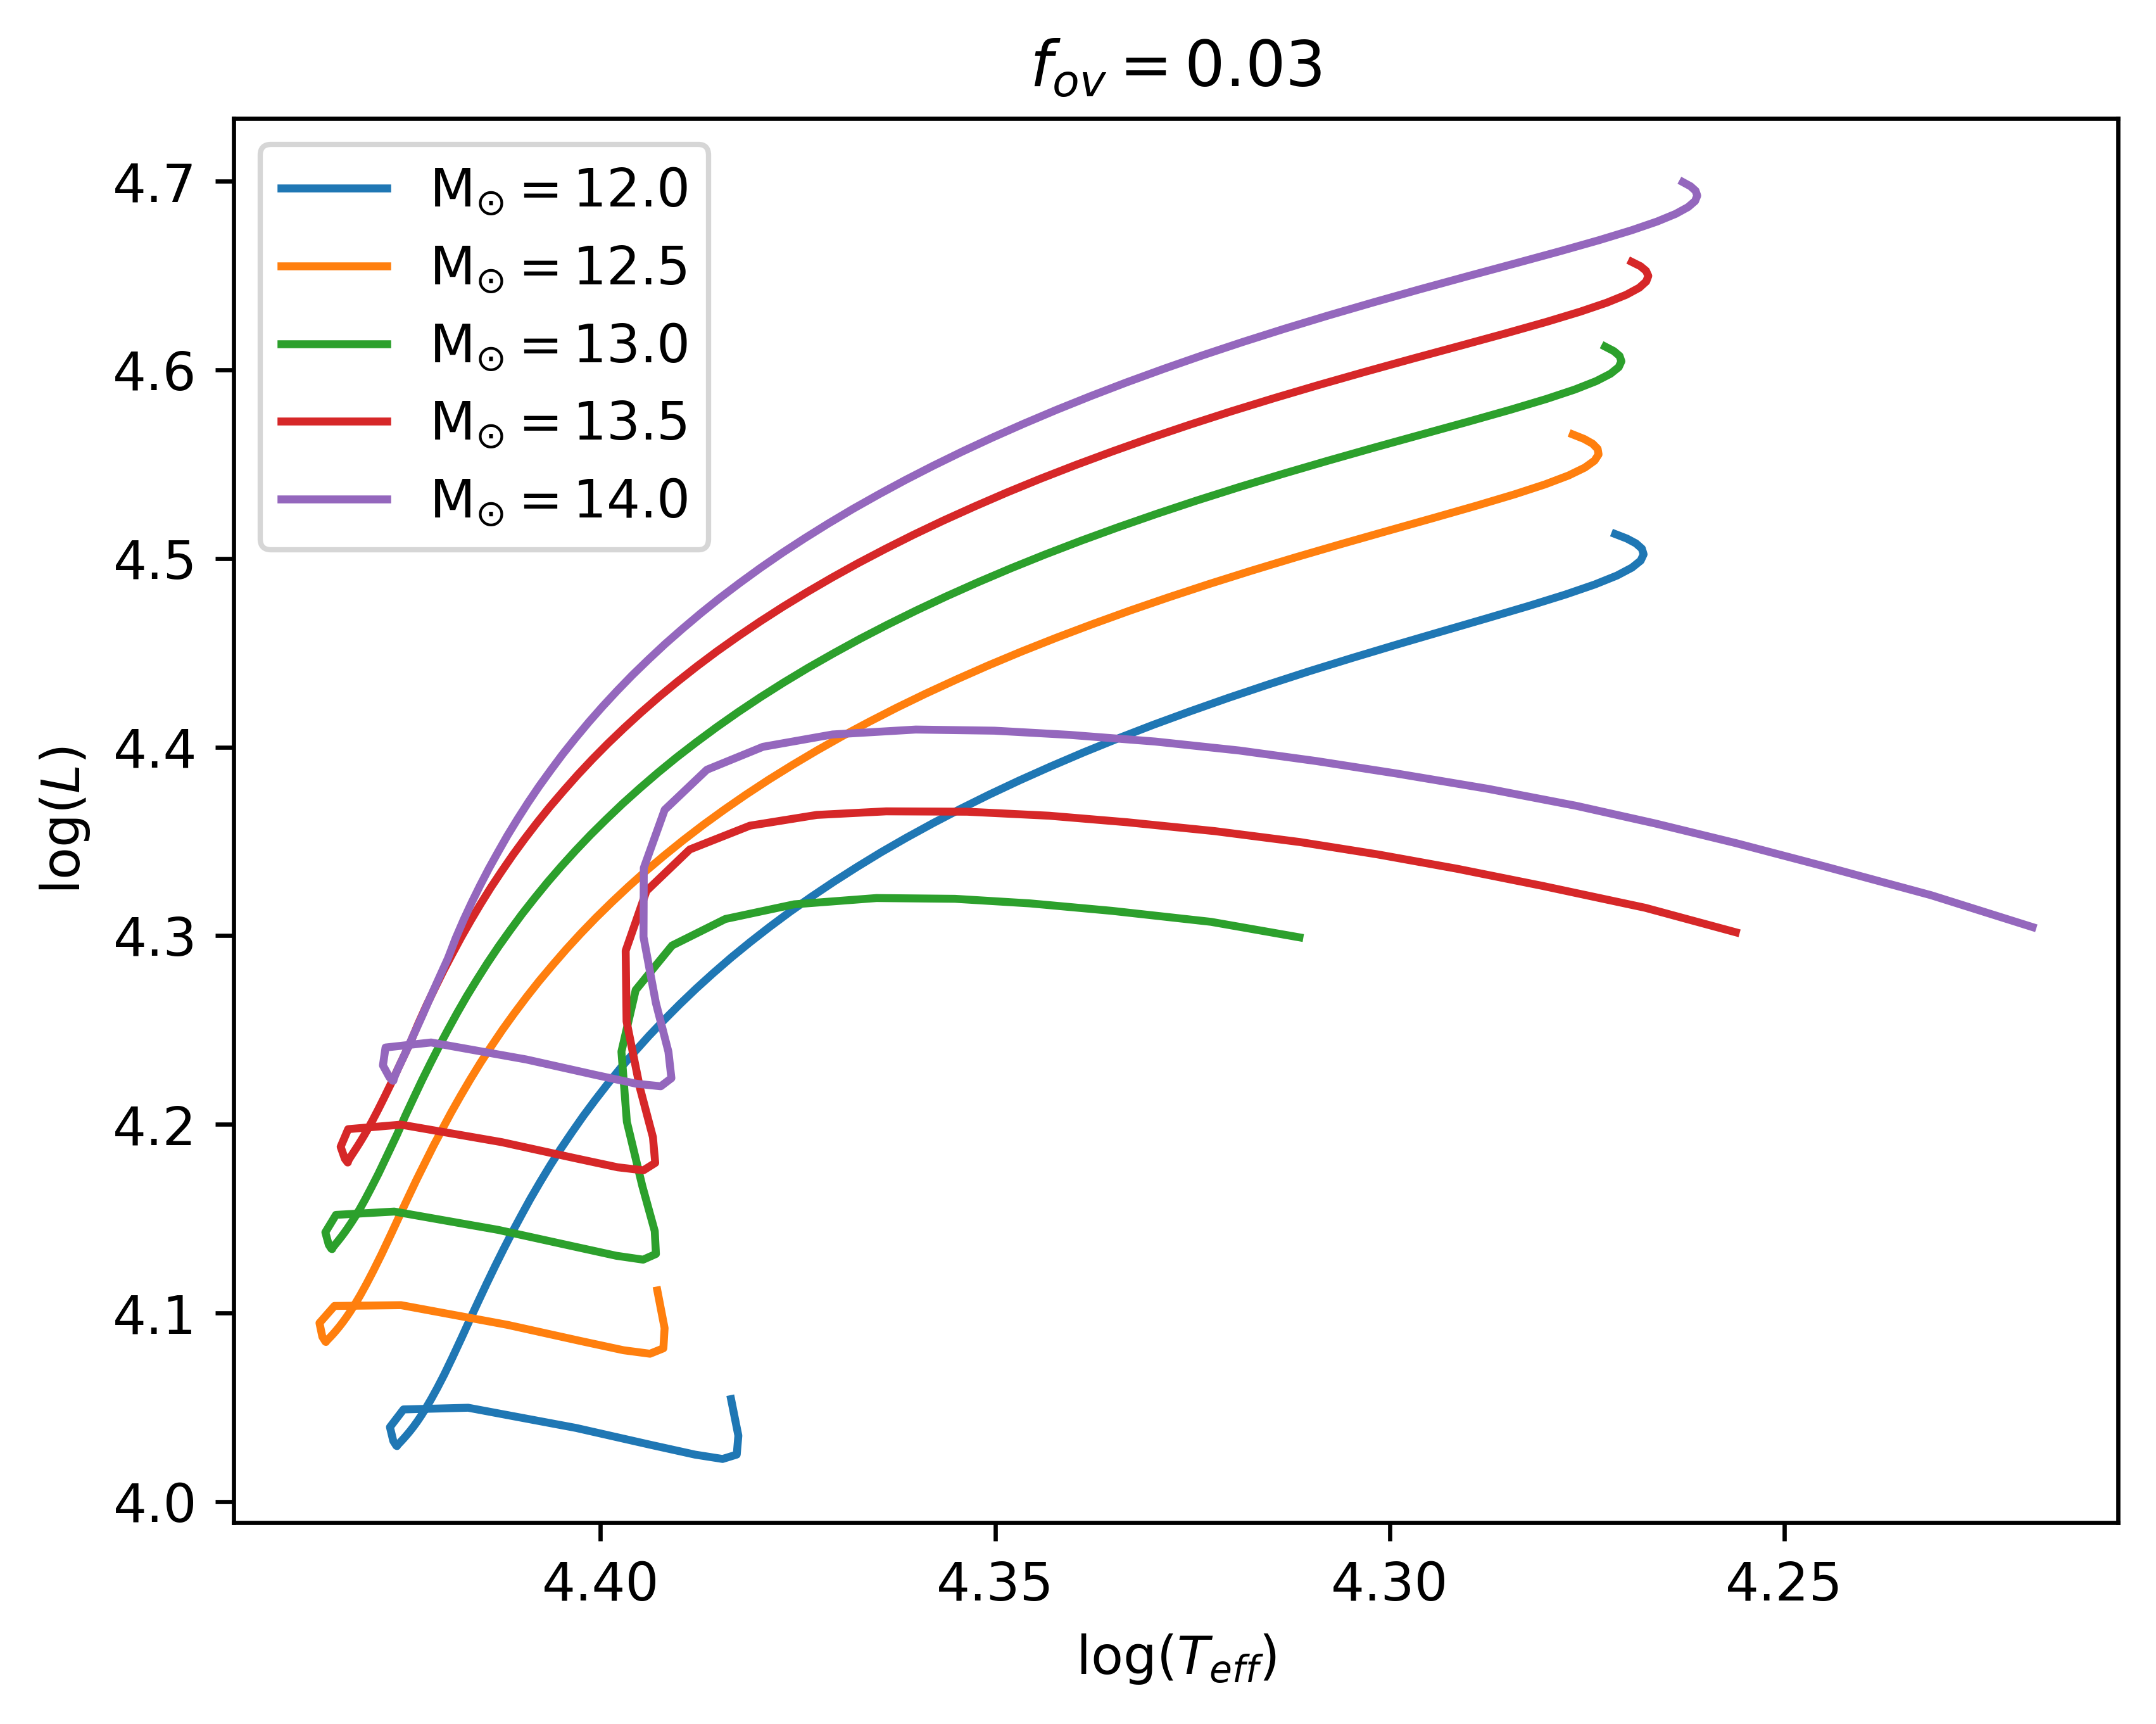 f_ov = 0.03
M⊙ = 12.0
M⊙ = 12.5
M⊙ = 13.0
M⊙ = 13.5
M⊙ = 14.0
4.7
4.6
4.5
4.4
4.3
4.2
4.1
4.0
log(L)
4.40 4.35 4.30 4.25
log(T_eff)